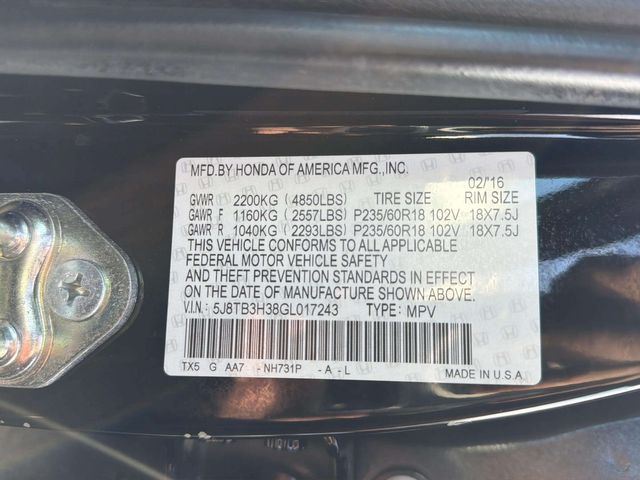 MFD.BY HONDA OF AMERICA MFG.,INC.
02/16
GVWR 2200KG (4850LBS) TIRE SIZE RIM SIZE
GAWR F 1160KG (2557LBS) P235/60R18 102V 18X7.5J
GAWR R 1040KG (2293LBS) P235/60R18 102V 18X7.5J
THIS VEHICLE CONFORMS TO ALL APPLICABLE
FEDERAL MOTOR VEHICLE SAFETY
AND THEFT PREVENTION STANDARDS IN EFFECT
ON THE DATE OF MANUFACTURE SHOWN ABOVE.
V.I.N.: 5J8TB3H38GL017243 TYPE: MPV
TX5 G AA7 -NH731P -A-L MADE IN U.S.A.